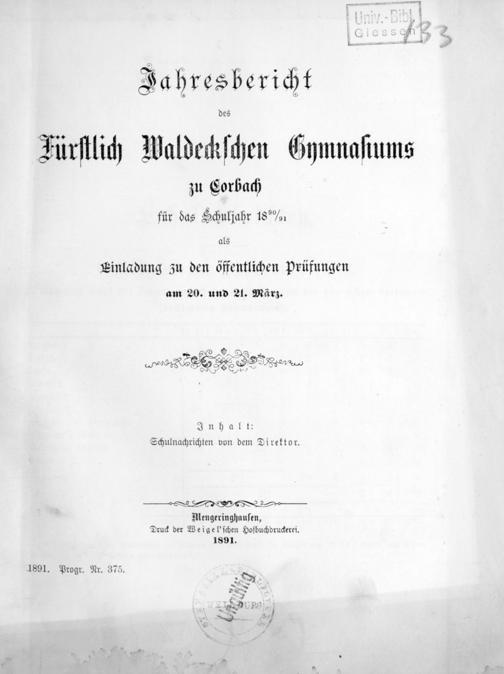 Univ.-Bibl.
Giessen
133
Jahresbericht
des
Fürstlich Waldeckschen Gymnasiums
zu Corbach
für das Schuljahr 18⁹⁰/₉₁
als
Einladung zu den öffentlichen Prüfungen
am 20. und 21. März.
Inhalt:
Schulnachrichten von dem Direktor.
Mengeringhausen,
Druck der Weigel'schen Hofbuchdruckerei.
1891.
1891. Progr. Nr. 375.
Ungültig